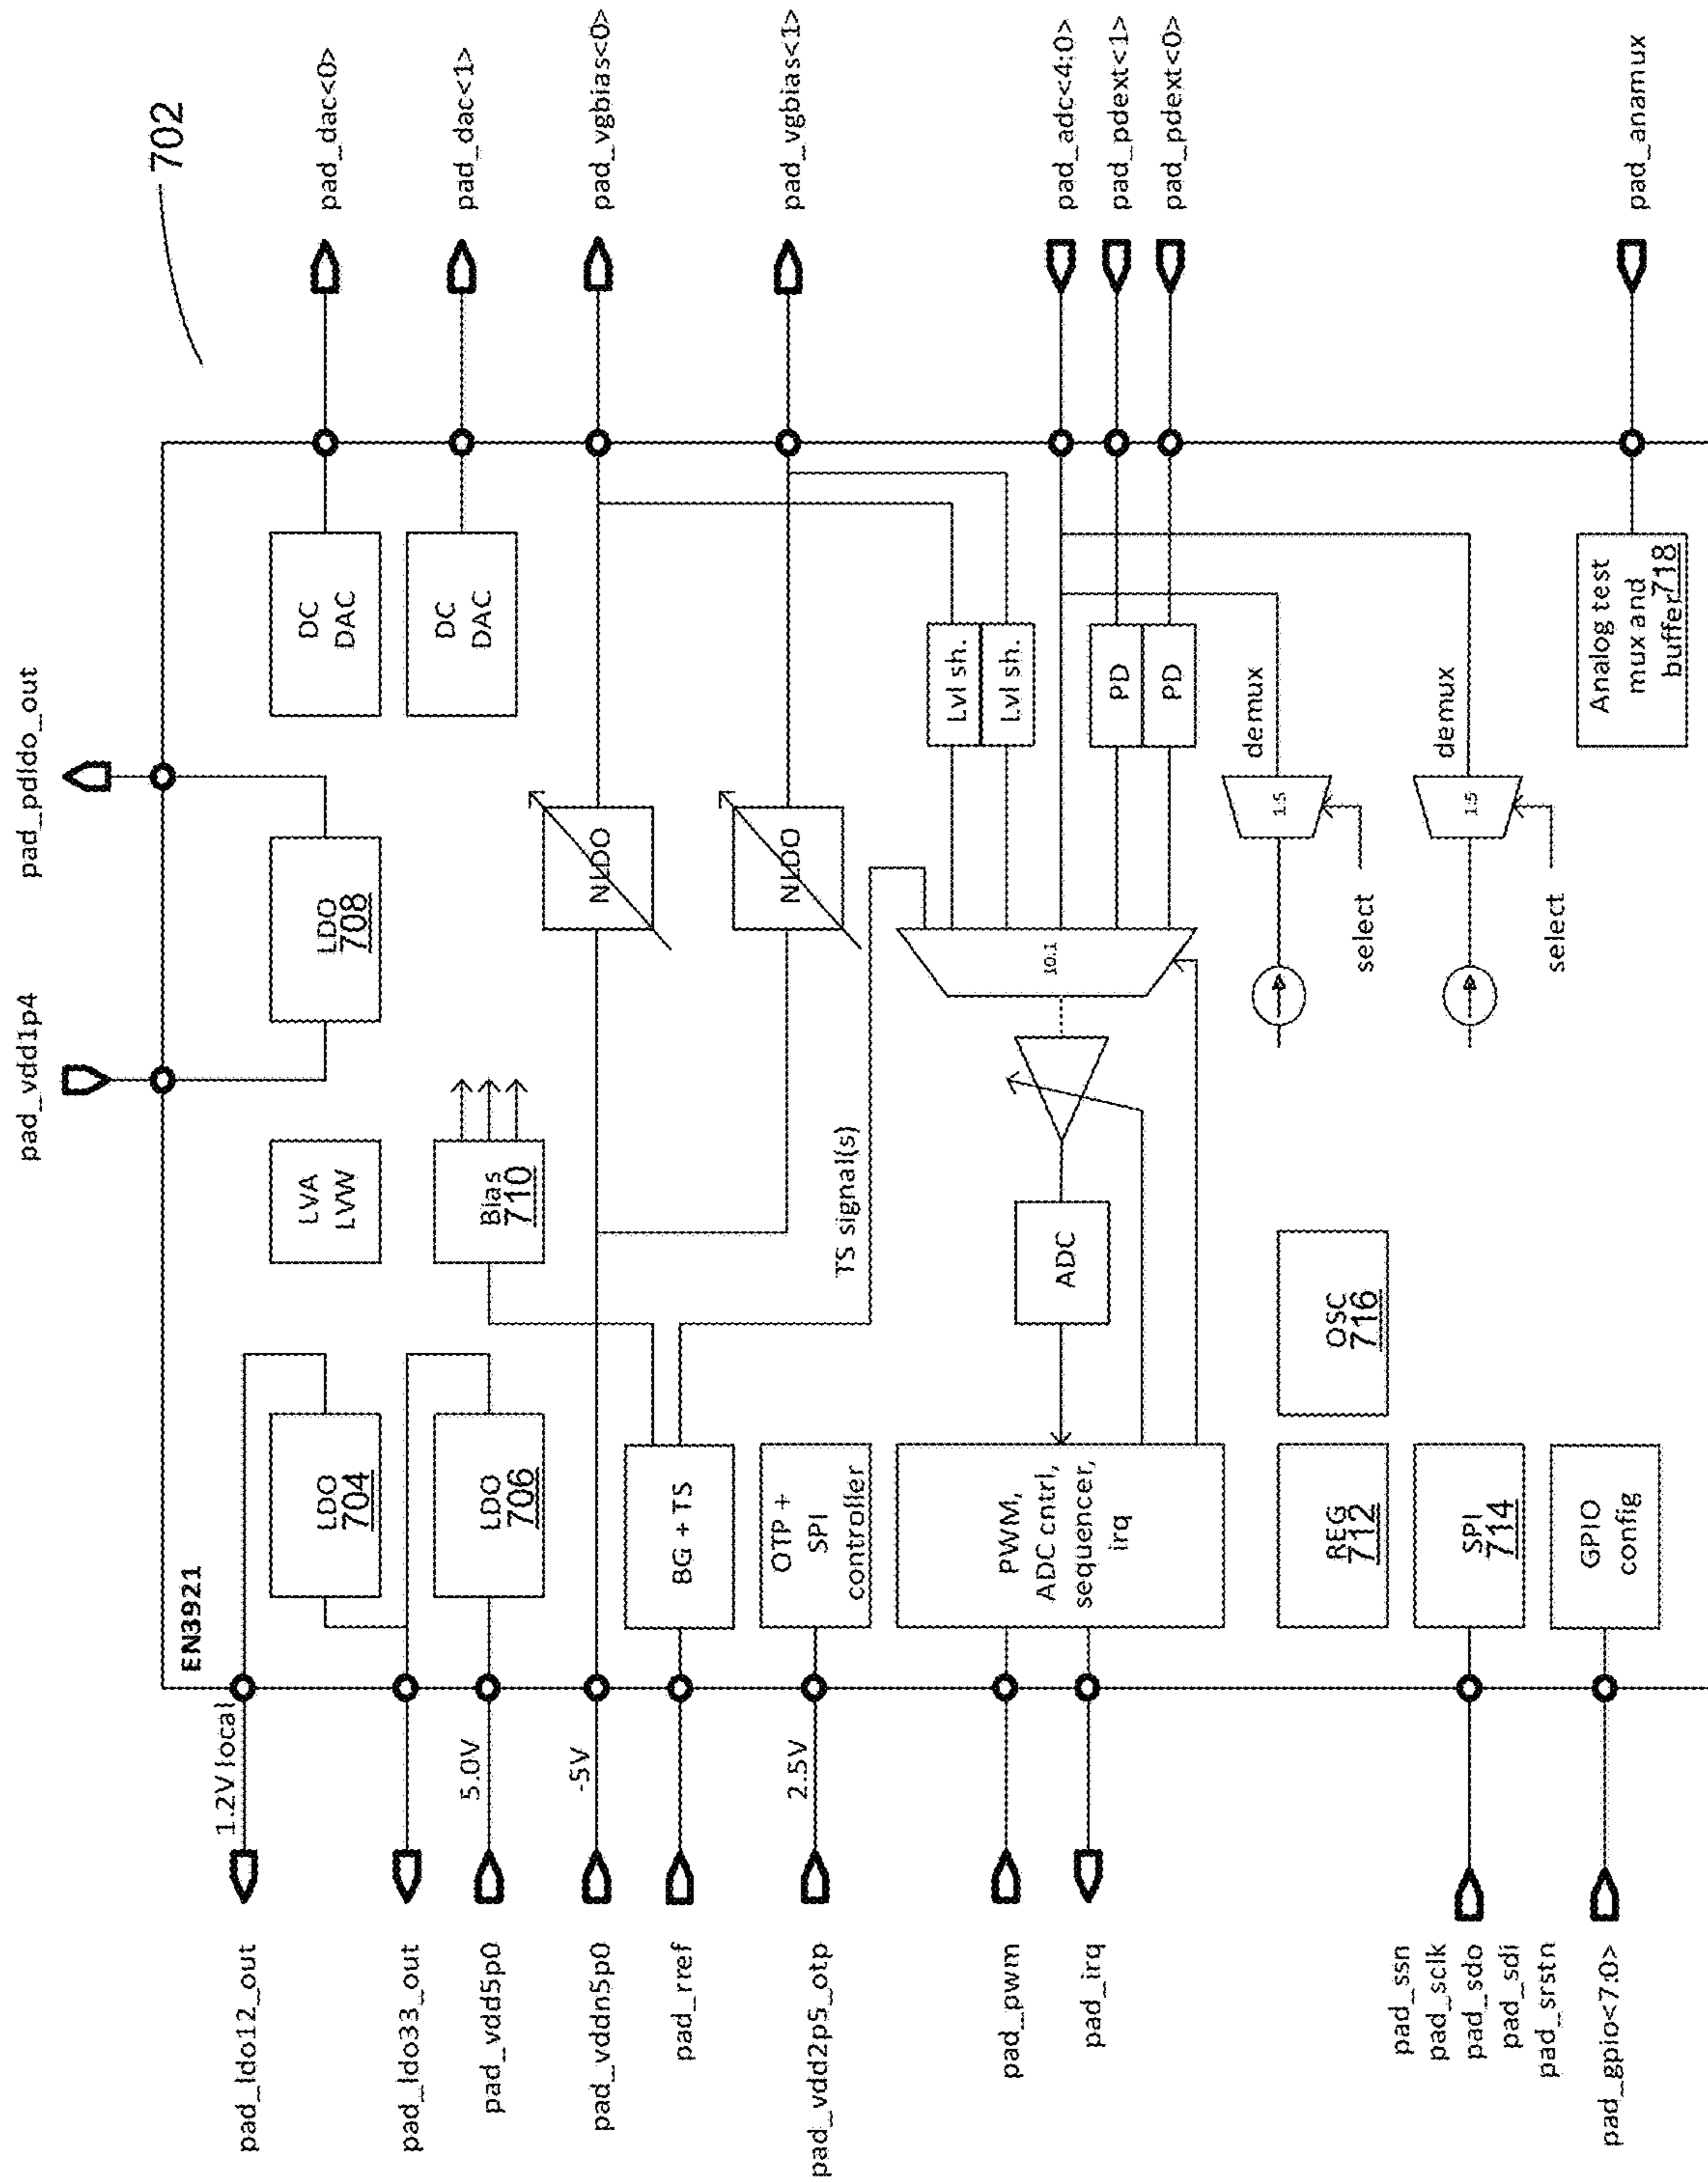 702
pad_vdd1p4
pad_pdldo_out
EN3921
pad_ldo12_out
1.2V local
LDO
704
LVA
LVW
LDO
708
DC
DAC
pad_dac<0>
pad_ldo33_out
pad_vdd5p0
5.0V
LDO
706
Bias
710
DC
DAC
pad_dac<1>
pad_vddn5p0
-5V
NLDO
pad_vgbias<0>
pad_rref
BG + TS
NLDO
pad_vgbias<1>
pad_vdd2p5_otp
2.5V
OTP +
SPI
controller
TS signal(s)
Lvl sh.
Lvl sh.
pad_pwm
pad_irq
PWM,
ADC cntrl,
sequencer,
irq
ADC
10:1
PD
PD
pad_adc<4:0>
pad_pdext<1>
pad_pdext<0>
REG
712
OSC
716
select
1:5
demux
pad_ssn
pad_sclk
pad_sdo
pad_sdi
pad_srstn
SPI
714
select
1:5
demux
pad_gpio<7:0>
GPIO
config
Analog test
mux and
buffer 718
pad_anamux